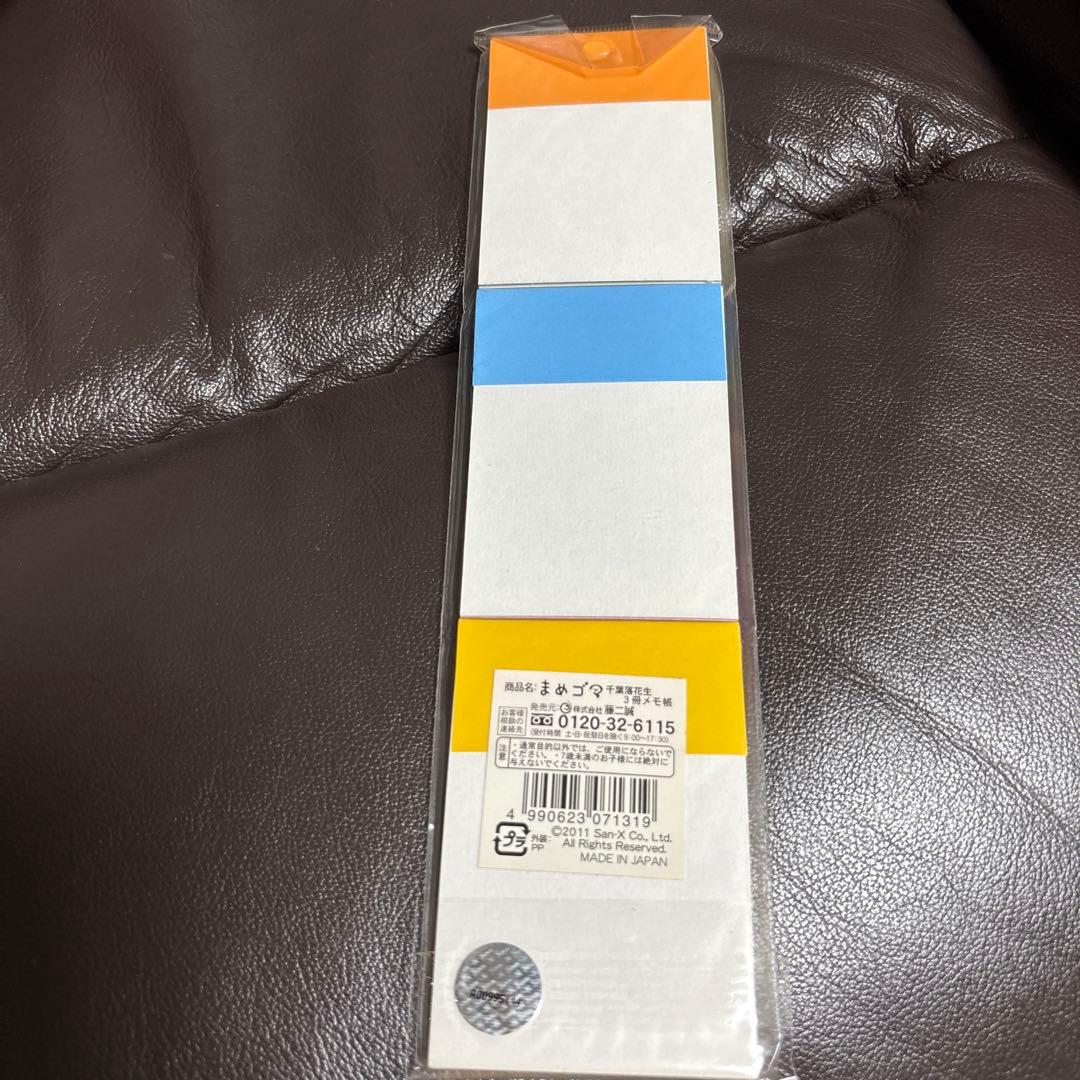 商品名: まめゴマ 千葉落花生
3冊メモ帳
発売元: 株式会社 藤二誠
お客様相談の連絡先 0120-32-6115
(受付時間 土・日・祝祭日を除く9:00~17:30)
注意 ・通常目的以外では、ご使用にならないで
ください。・7歳未満のお子様には絶対に
与えないでください。
4 990623 071319
プラ 外装: PP
©2011 San-X Co., Ltd.
All Rights Reserved.
MADE IN JAPAN